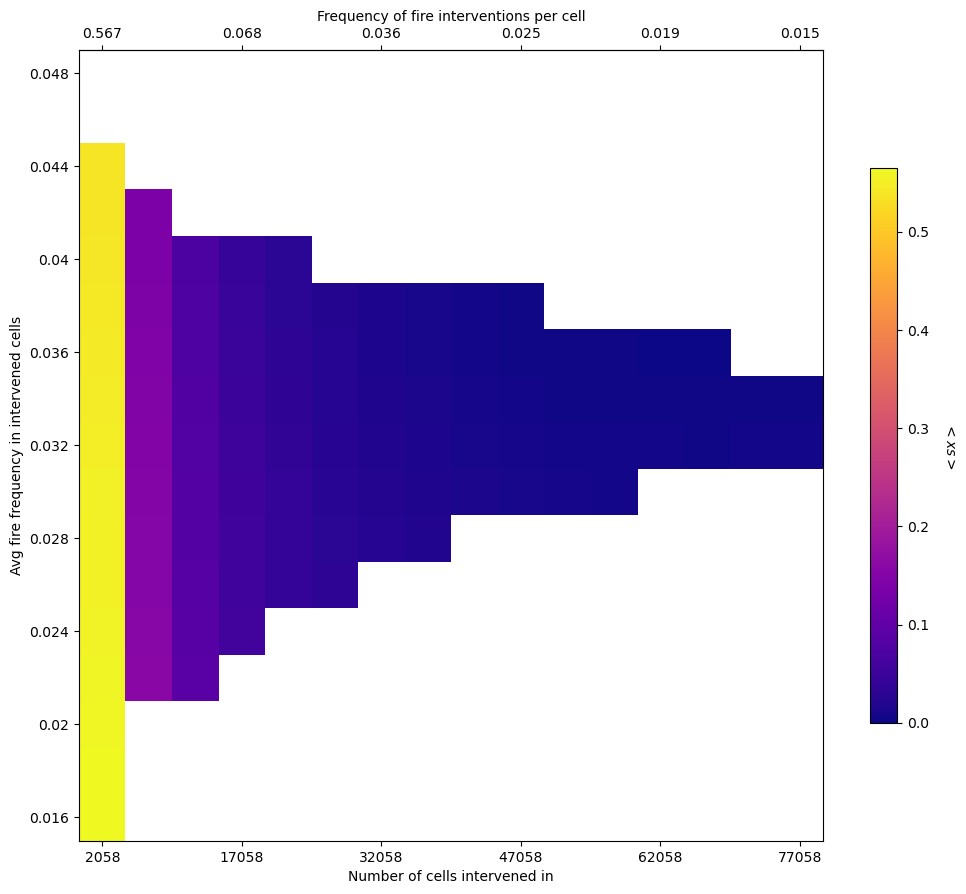 Frequency of fire interventions per cell
0.567 0.068 0.036 0.025 0.019 0.015
Avg fire frequency in intervened cells
0.048
0.044
0.04
0.036
0.032
0.028
0.024
0.02
0.016
2058 17058 32058 47058 62058 77058
Number of cells intervened in
0.5
0.4
0.3
0.2
0.1
0.0
< sx >